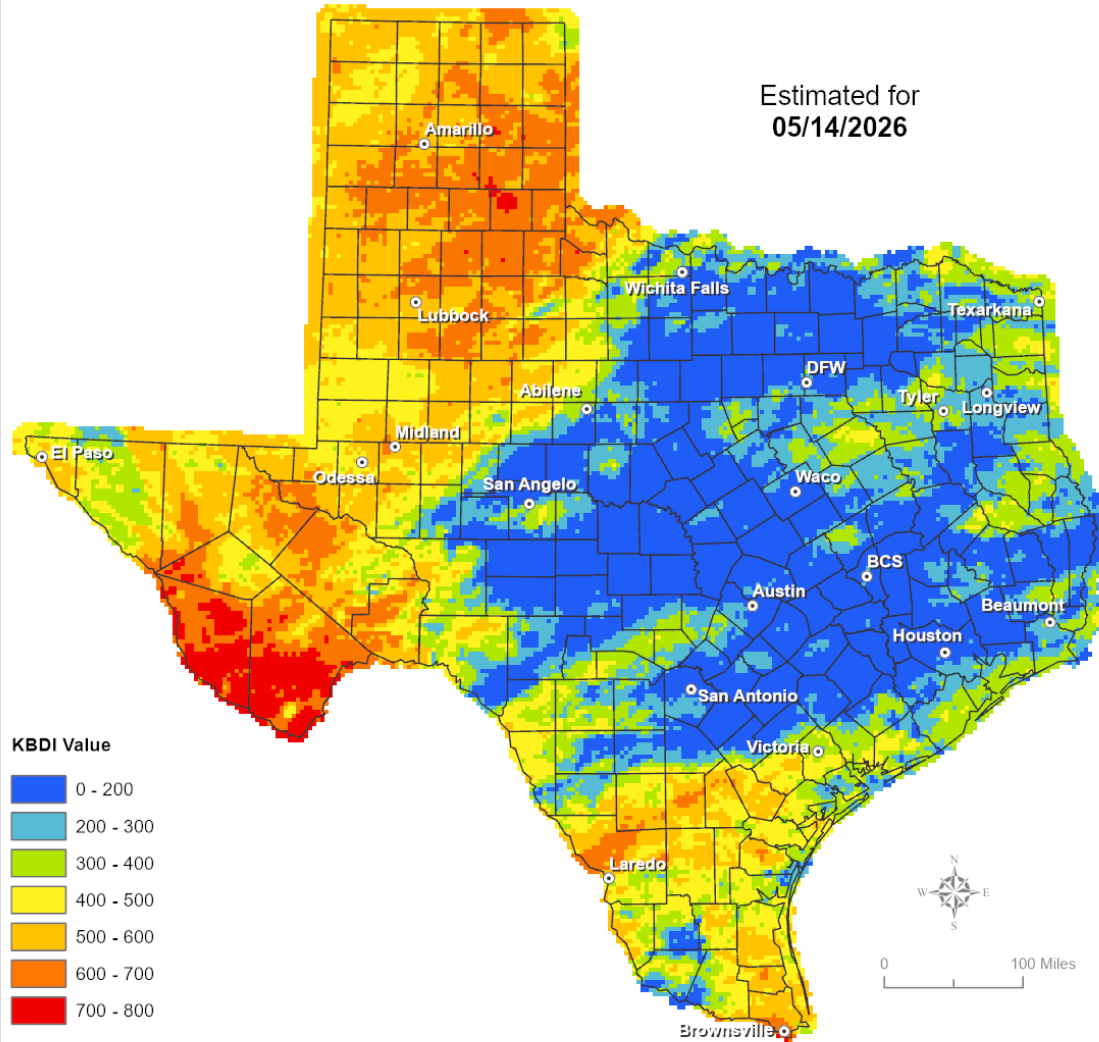 Estimated for
05/14/2026
Amarillo
Wichita Falls
Lubbock
Texarkana
DFW
Abilene
Tyler
Longview
Midland
El Paso
Odessa
San Angelo
Waco
BCS
Austin
Beaumont
Houston
San Antonio
Victoria
KBDI Value
0 - 200
200 - 300
300 - 400
400 - 500
500 - 600
600 - 700
700 - 800
Laredo
N
W E
S
0 100 Miles
Brownsville